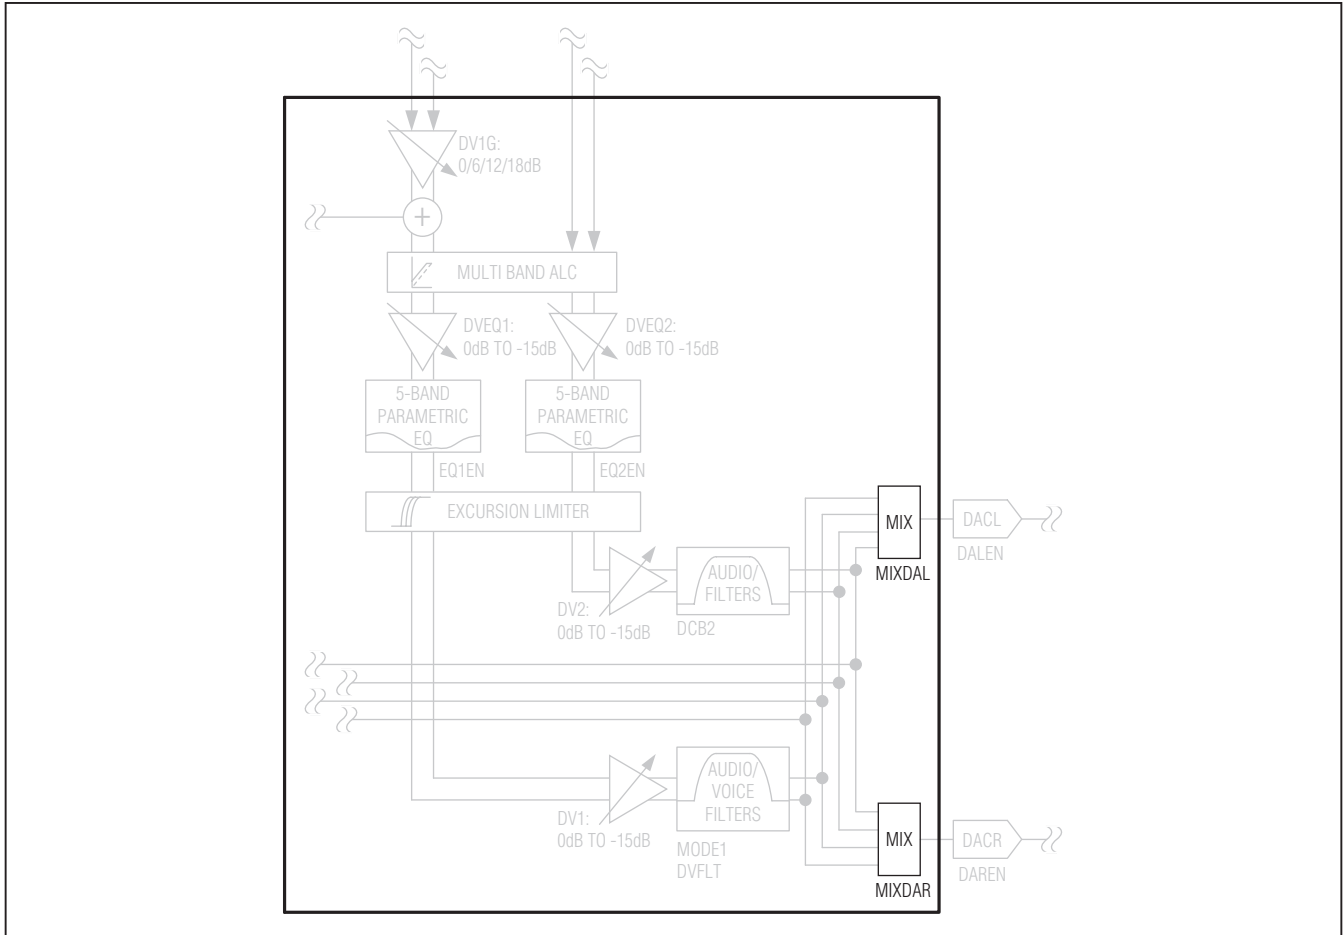 DV1G:
0/6/12/18dB
+
MULTI BAND ALC
DVEQ1:
0dB TO -15dB
DVEQ2:
0dB TO -15dB
5-BAND
PARAMETRIC
EQ
5-BAND
PARAMETRIC
EQ
EQ1EN
EQ2EN
EXCURSION LIMITER
MIX
DACL
DALEN
MIXDAL
AUDIO/
FILTERS
DV2:
0dB TO -15dB
DCB2
AUDIO/
VOICE
FILTERS
DV1:
0dB TO -15dB
MODE1
DVFLT
MIX
DACR
DAREN
MIXDAR